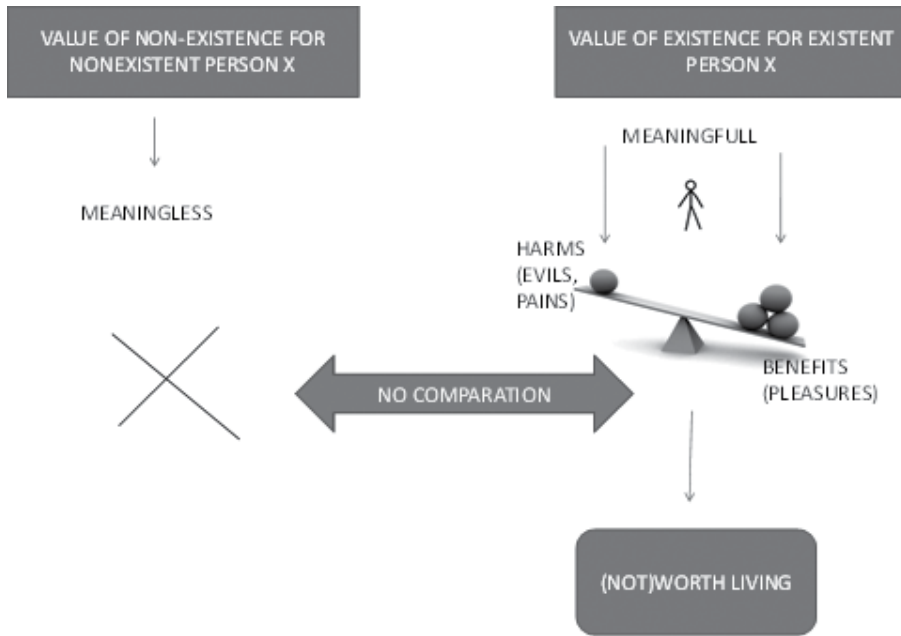 VALUE OF NON-EXISTENCE FOR
NONEXISTENT PERSON X
VALUE OF EXISTENCE FOR EXISTENT
PERSON X
MEANINGLESS
MEANINGFULL
HARMS
(EVILS,
PAINS)
BENEFITS
(PLEASURES)
NO COMPARATION
(NOT)WORTH LIVING